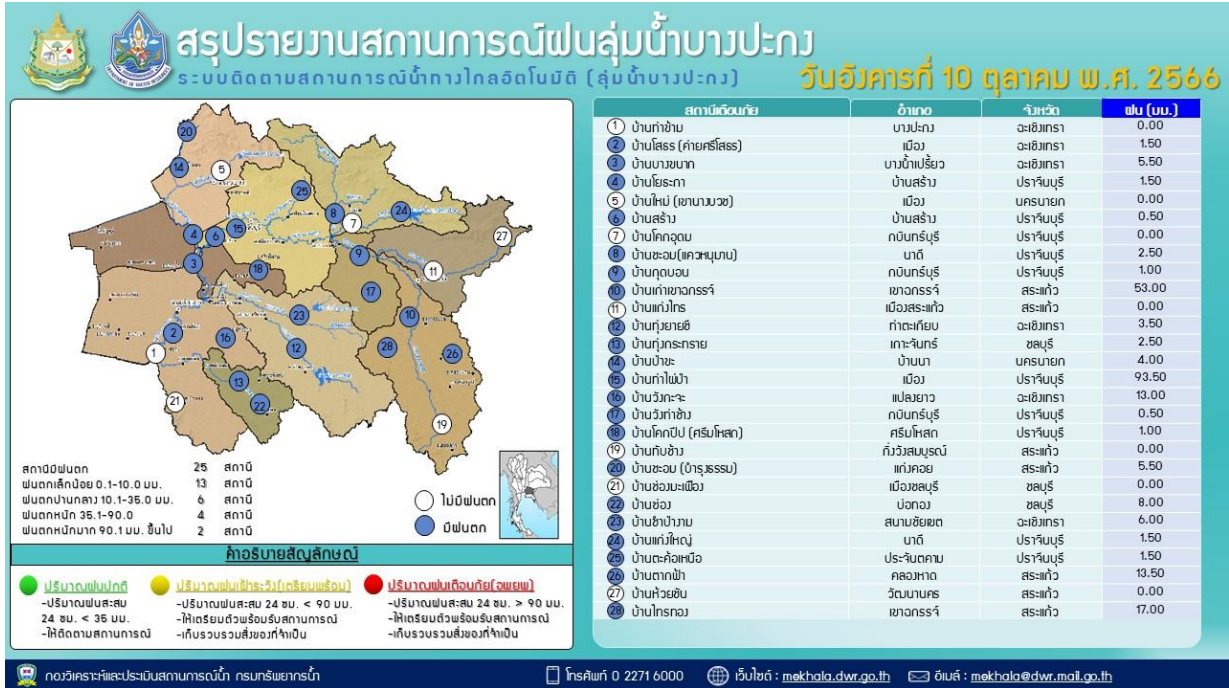 สรุปรายงานสถานการณ์ฝนลุ่มน้ำบางปะกง
ระบบติดตามสถานการณ์น้ำทางไกลอัตโนมัติ (ลุ่มน้ำบางปะกง)
วันอังคารที่ 10 ตุลาคม พ.ศ. 2566
สถานีเตือนภัย อำเภอ จังหวัด ฝน (มม.)
1 บ้านท่าข้าม บางปะกง ฉะเชิงเทรา 0.00
2 บ้านโสธร (ค่ายศรีโสธร) เมือง ฉะเชิงเทรา 1.50
3 บ้านบางขนาก บางน้ำเปรี้ยว ฉะเชิงเทรา 5.50
4 บ้านโยธะกา บ้านสร้าง ปราจีนบุรี 1.50
5 บ้านใหม่ (เขานางบวช) เมือง นครนายก 0.00
6 บ้านสร้าง บ้านสร้าง ปราจีนบุรี 0.50
7 บ้านโคกอุดม กบินทร์บุรี ปราจีนบุรี 0.00
8 บ้านชะอม(แควหนุมาน) นาดี ปราจีนบุรี 2.50
9 บ้านกุดบอน กบินทร์บุรี ปราจีนบุรี 1.00
10 บ้านเก่าเขาฉกรรจ์ เขาฉกรรจ์ สระแก้ว 53.00
11 บ้านแก่งไทร เมืองสระแก้ว สระแก้ว 0.00
12 บ้านทุ่งยายชี ท่าตะเกียบ ฉะเชิงเทรา 3.50
13 บ้านทุ่งกระทราย เกาะจันทร์ ชลบุรี 2.50
14 บ้านป่าขะ บ้านนา นครนายก 4.00
15 บ้านท่าไผ่ป่า เมือง ปราจีนบุรี 93.50
16 บ้านวังกะจะ แปลงยาว ฉะเชิงเทรา 13.00
17 บ้านวังท่าช้าง กบินทร์บุรี ปราจีนบุรี 0.50
18 บ้านโคกปีป (ศรีมโหสถ) ศรีมโหสถ ปราจีนบุรี 1.00
19 บ้านทับช้าง กิ่งวังสมบูรณ์ สระแก้ว 0.00
20 บ้านชะอม (บำรุงธรรม) แก่งคอย สระแก้ว 5.50
21 บ้านช่องมะเฟือง เมืองชลบุรี ชลบุรี 0.00
22 บ้านช่อง บ่อทอง ชลบุรี 8.00
23 บ้านชำป่างาม สนามชัยเขต ฉะเชิงเทรา 6.00
24 บ้านแก่งใหญ่ นาดี ปราจีนบุรี 1.50
25 บ้านตะค้อเหนือ ประจันตคาม ปราจีนบุรี 1.50
26 บ้านตากฟ้า คลองหาด สระแก้ว 13.50
27 บ้านห้วยชัน วัฒนานคร สระแก้ว 0.00
28 บ้านไทรทอง เขาฉกรรจ์ สระแก้ว 17.00
สถานีมีฝนตก 25 สถานี
ฝนตกเล็กน้อย 0.1-10.0 มม. 13 สถานี
ฝนตกปานกลาง 10.1-35.0 มม. 6 สถานี
ฝนตกหนัก 35.1-90.0 4 สถานี
ฝนตกหนักมาก 90.1 มม. ขึ้นไป 2 สถานี
ไม่มีฝนตก
มีฝนตก
คำอธิบายสัญลักษณ์
ปริมาณฝนปกติ
-ปริมาณฝนสะสม
24 ชม. < 35 มม.
-ให้ติดตามสถานการณ์
ปริมาณฝนเฝ้าระวัง(เตรียมพร้อม)
-ปริมาณฝนสะสม 24 ชม. < 90 มม.
-ให้เตรียมตัวพร้อมรับสถานการณ์
-เก็บรวบรวมสิ่งของที่จำเป็น
ปริมาณฝนเตือนภัย(อพยพ)
-ปริมาณฝนสะสม 24 ชม. > 90 มม.
-ให้เตรียมตัวพร้อมรับสถานการณ์
-เก็บรวบรวมสิ่งของที่จำเป็น
กองวิเคราะห์และประเมินสถานการณ์น้ำ กรมทรัพยากรน้ำ
โทรศัพท์ 0 2271 6000
เว็บไซต์ : mekhala.dwr.go.th
อีเมล์ : mekhala@dwr.mail.go.th